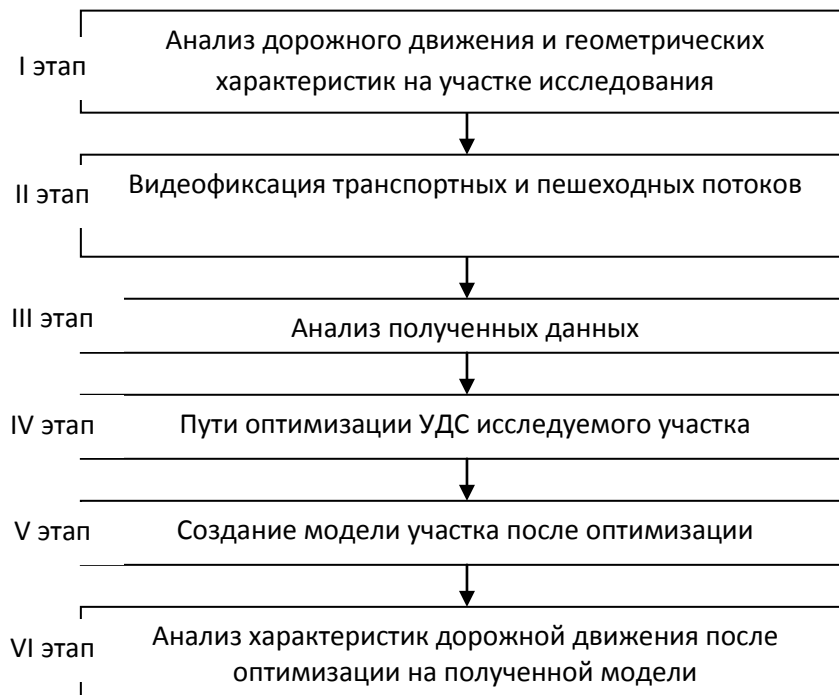 I этап
Анализ дорожного движения и геометрических
характеристик на участке исследования
II этап
Видеофиксация транспортных и пешеходных потоков
III этап
Анализ полученных данных
IV этап
Пути оптимизации УДС исследуемого участка
V этап
Создание модели участка после оптимизации
VI этап
Анализ характеристик дорожной движения после
оптимизации на полученной модели